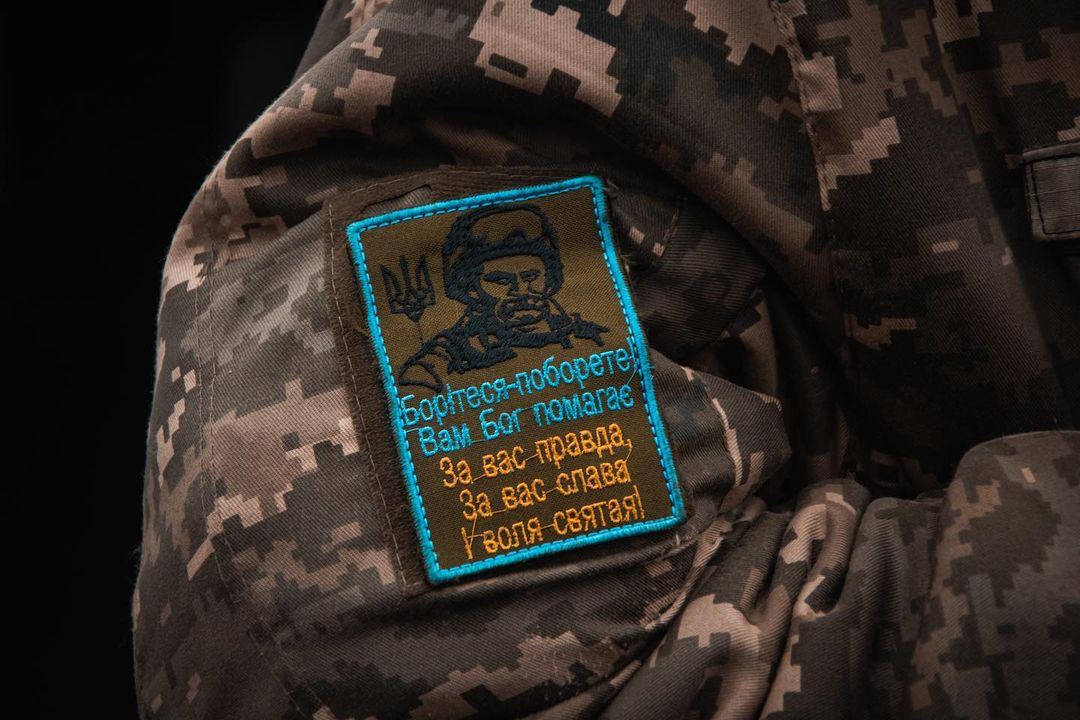 Борітеся-поборете!
Вам Бог помагає
За вас правда,
За вас слава
І воля святая!